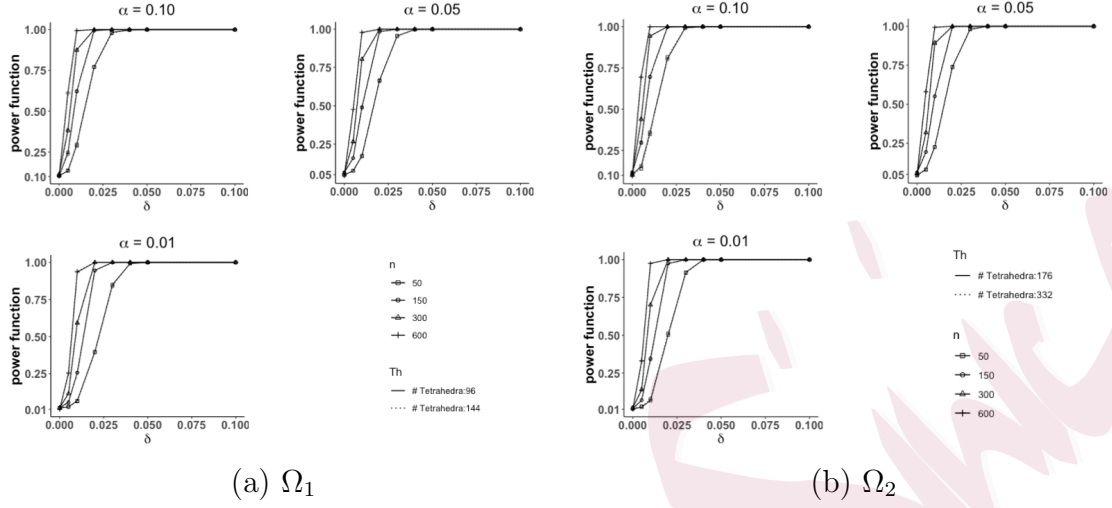 α = 0.10
power function
1.00
0.75
0.50
0.25
0.10
0.000 0.025 0.050 0.075 0.100
δ
α = 0.05
power function
1.00
0.75
0.50
0.25
0.05
0.000 0.025 0.050 0.075 0.100
δ
α = 0.01
power function
1.00
0.75
0.50
0.25
0.01
0.000 0.025 0.050 0.075 0.100
δ
n
50
150
300
600
Th
# Tetrahedra:96
# Tetrahedra:144
(a) Ω1
α = 0.10
power function
1.00
0.75
0.50
0.25
0.10
0.000 0.025 0.050 0.075 0.100
δ
α = 0.05
power function
1.00
0.75
0.50
0.25
0.05
0.000 0.025 0.050 0.075 0.100
δ
α = 0.01
power function
1.00
0.75
0.50
0.25
0.01
0.000 0.025 0.050 0.075 0.100
δ
Th
# Tetrahedra:176
# Tetrahedra:332
n
50
150
300
600
(b) Ω2